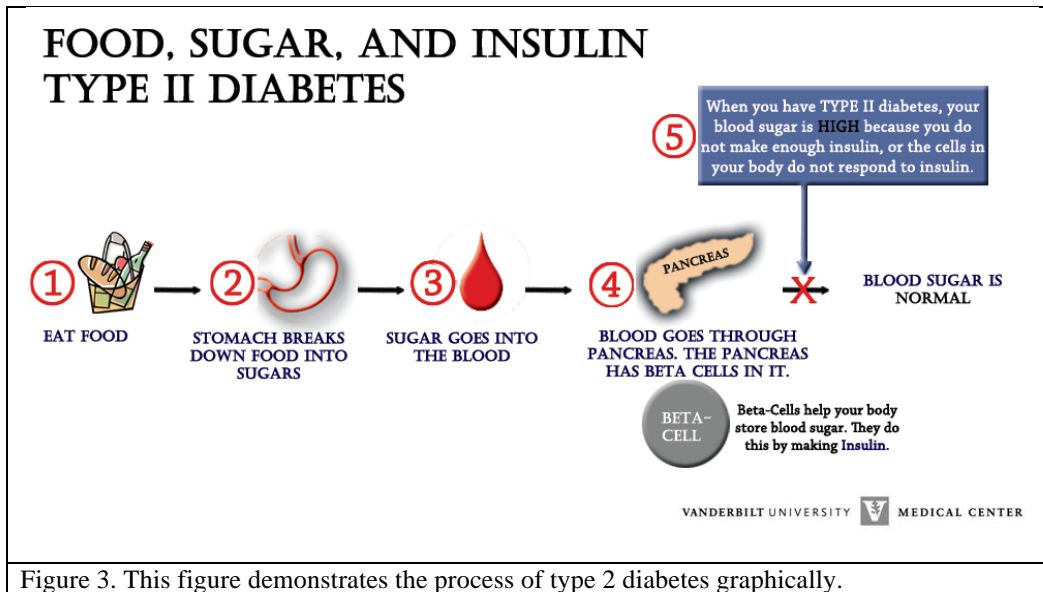 FOOD, SUGAR, AND INSULIN
TYPE II DIABETES
5
When you have TYPE II diabetes, your
blood sugar is HIGH because you do
not make enough insulin, or the cells in
your body do not respond to insulin.
1
EAT FOOD
2
STOMACH BREAKS
DOWN FOOD INTO
SUGARS
3
SUGAR GOES INTO
THE BLOOD
4
PANCREAS
BLOOD GOES THROUGH
PANCREAS. THE PANCREAS
HAS BETA CELLS IN IT.
X
BLOOD SUGAR IS
NORMAL
BETA-
CELL
Beta-Cells help your body
store blood sugar. They do
this by making Insulin.
VANDERBILT UNIVERSITY V MEDICAL CENTER
Figure 3. This figure demonstrates the process of type 2 diabetes graphically.